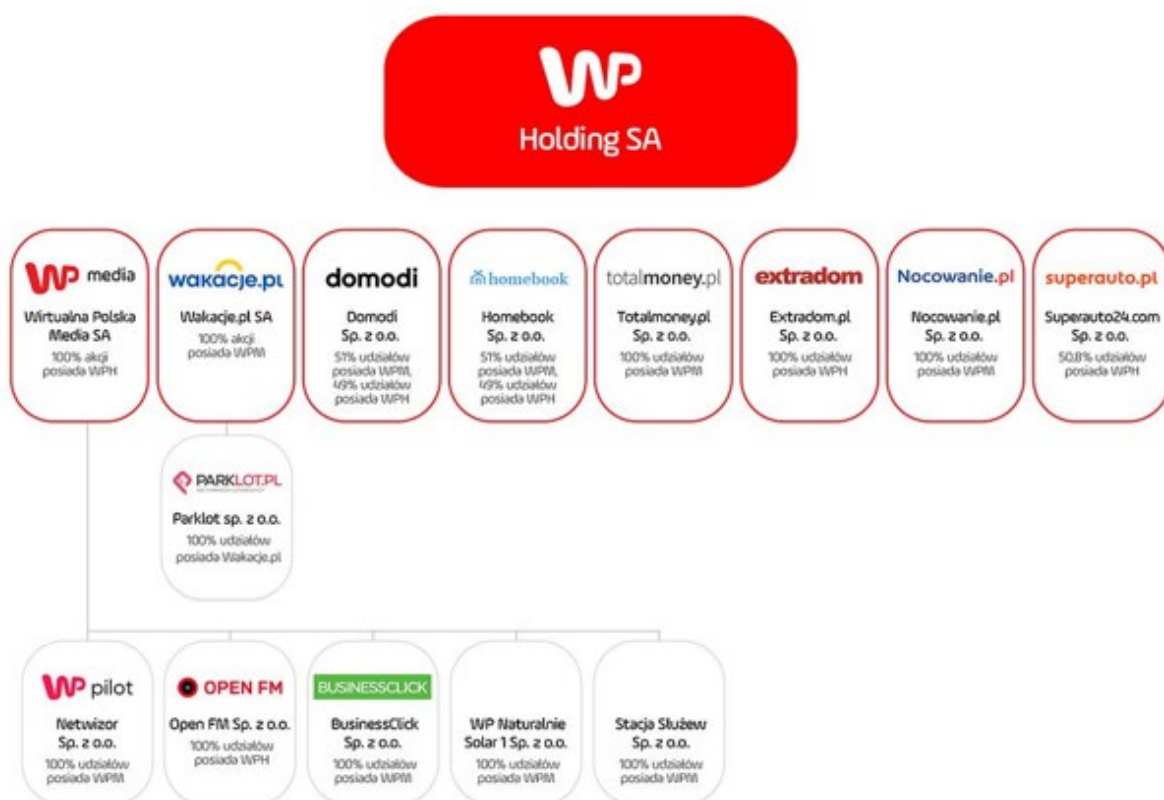 WP
Holding SA
WP media
Wirtualna Polska
Media SA
100% akcji
posiada WPH
wakacje.pl
Wakacje.pl SA
100% akcji
posiada WPM
domodi
Domodi
Sp. z o.o.
51% udziałów
posiada WPM,
49% udziałów
posiada WPH
homebook
Homebook
Sp. z o.o.
51% udziałów
posiada WPM,
49% udziałów
posiada WPH
totalmoney.pl
Totalmoney.pl
Sp. z o.o.
100% udziałów
posiada WPM
extradom
Extradom.pl
Sp. z o.o.
100% udziałów
posiada WPH
Nocowanie.pl
Nocowanie.pl
Sp. z o.o.
100% udziałów
posiada WPM
superauto.pl
Superauto24.com
Sp. z o.o.
50,8% udziałów
posiada WPH
PARKLOT.PL
Parklot sp. z o.o.
100% udziałów
posiada Wakacje.pl
WP pilot
Netwizor
Sp. z o.o.
100% udziałów
posiada WPM
OPEN FM
Open FM Sp. z o.o.
100% udziałów
posiada WPH
BUSINESSCLICK
BusinessClick
Sp. z o.o.
100% udziałów
posiada WPM
WP Naturalnie
Solar 1 Sp. z o.o.
100% udziałów
posiada WPM
Stacja Służew
Sp. z o.o.
100% udziałów
posiada WPM